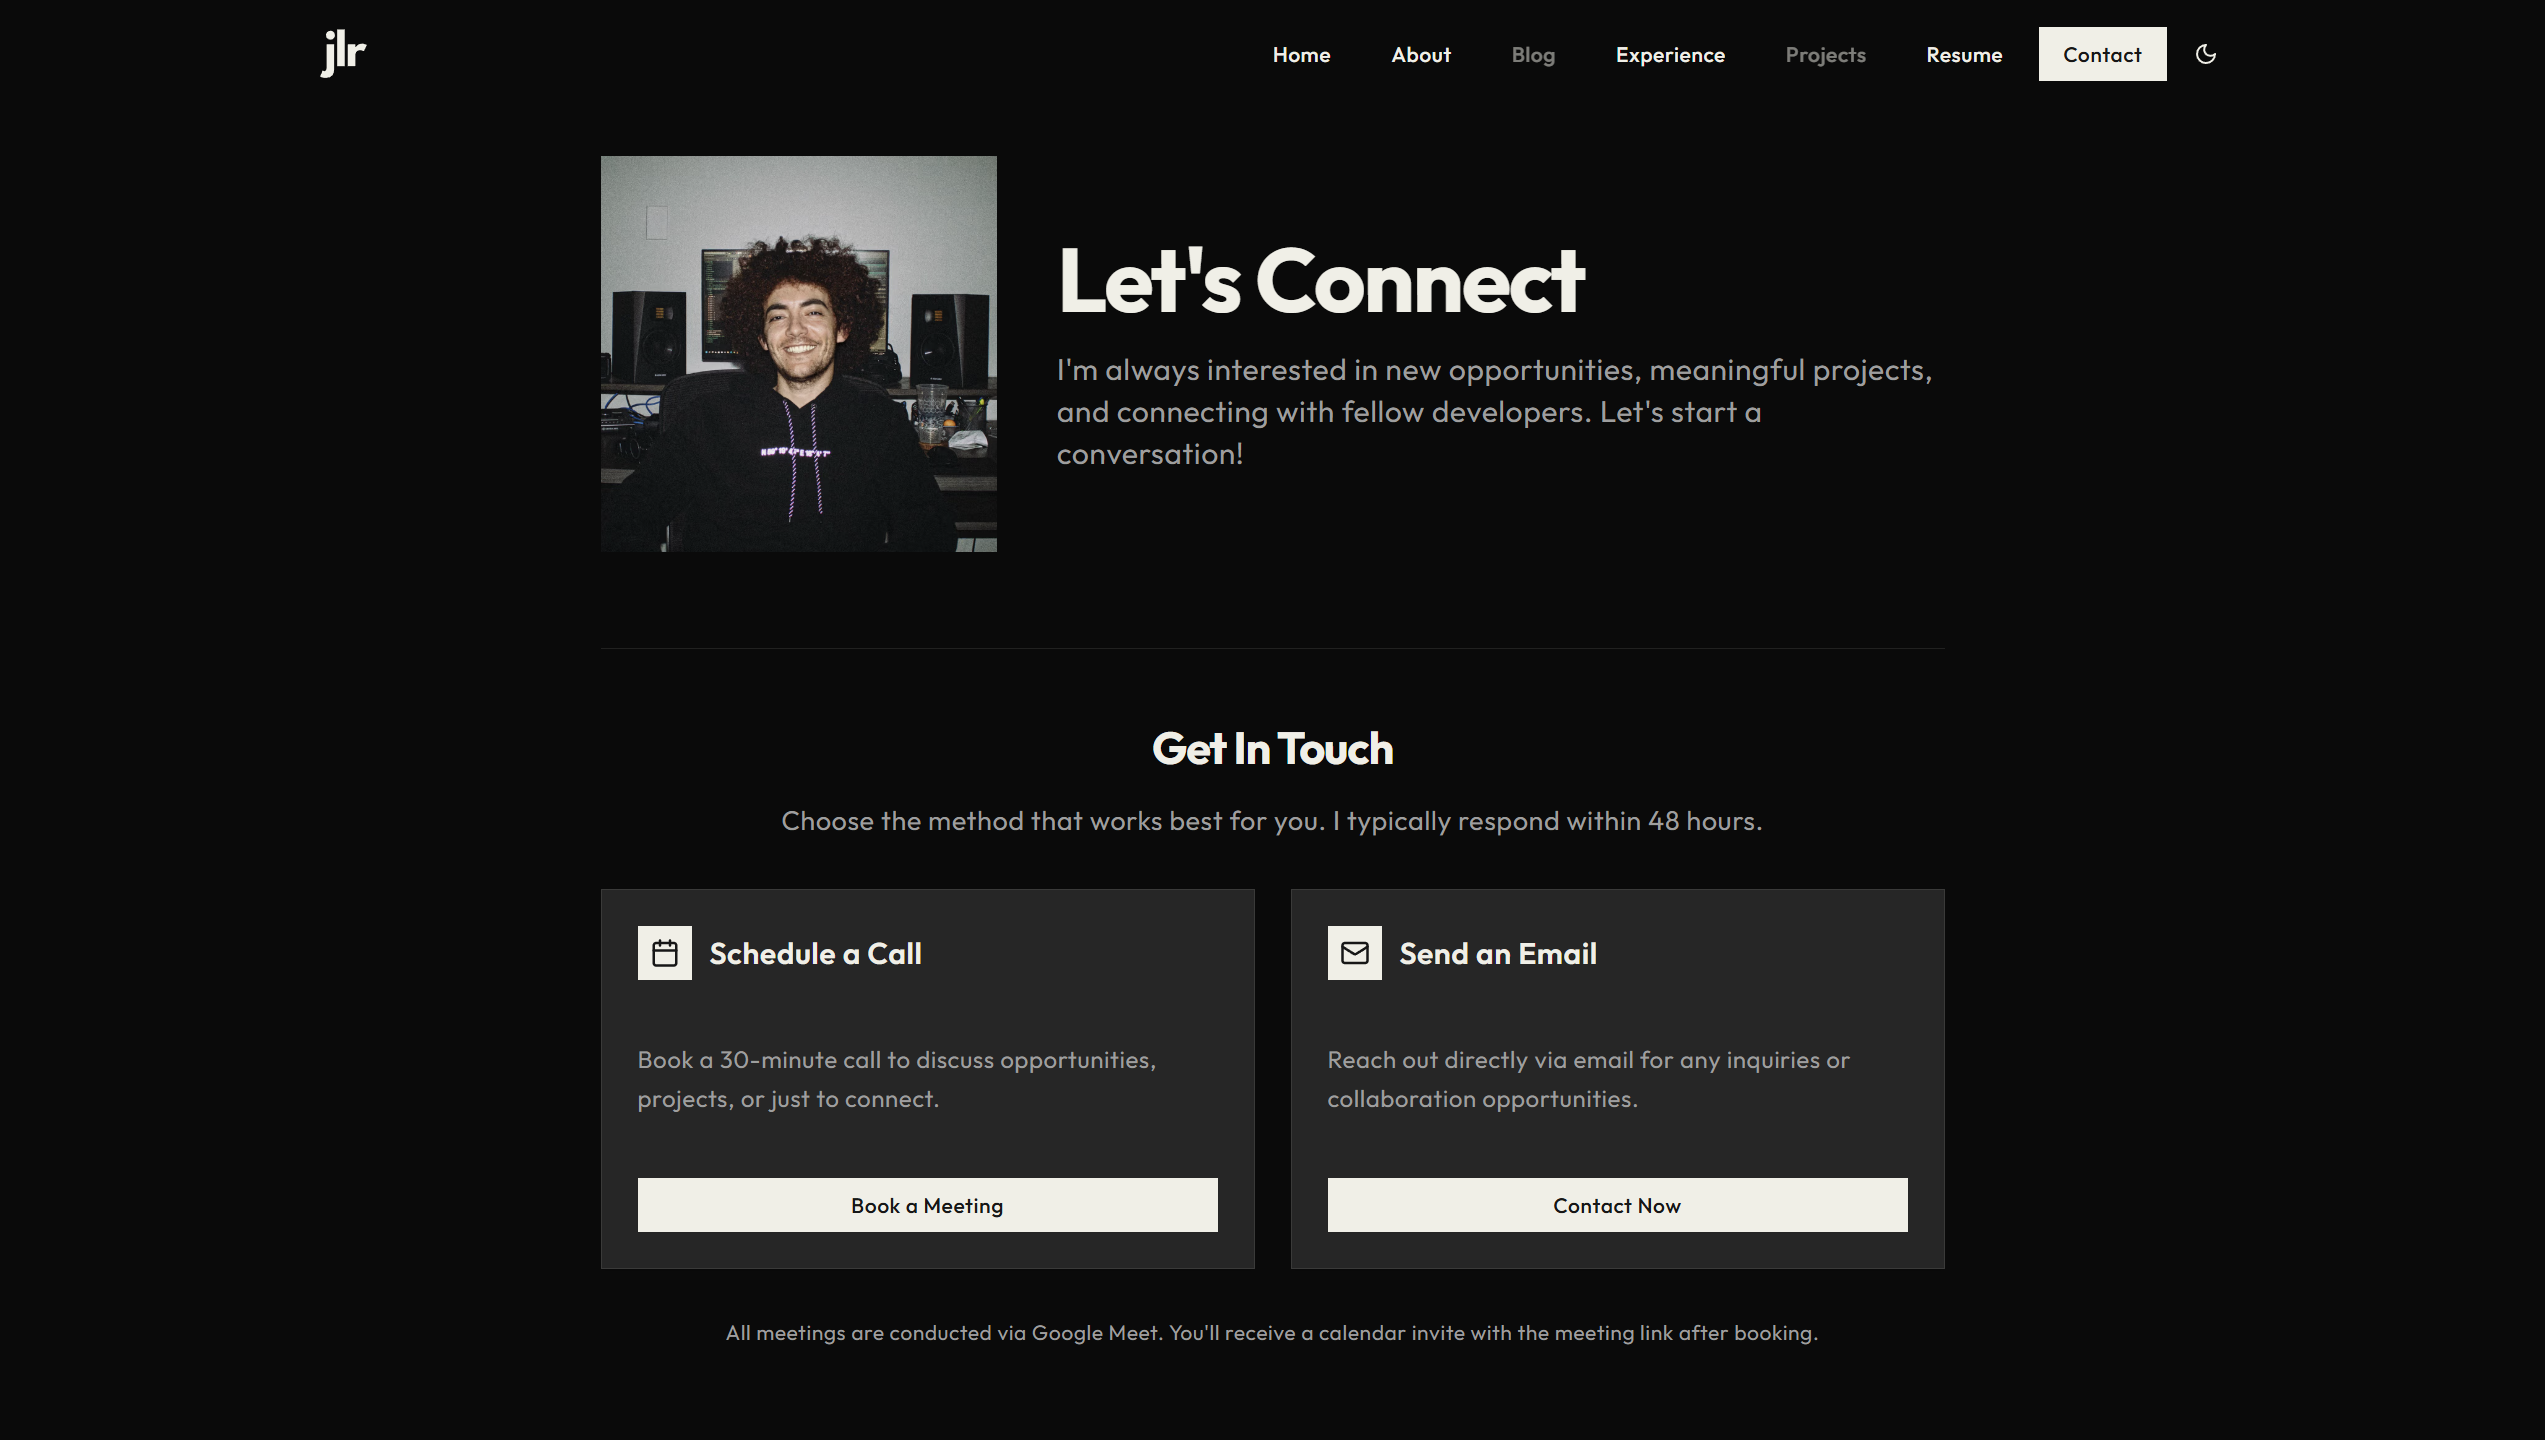 jlr
Home About Blog Experience Projects Resume Contact
Let's Connect
I'm always interested in new opportunities, meaningful projects,
and connecting with fellow developers. Let's start a
conversation!
Get In Touch
Choose the method that works best for you. I typically respond within 48 hours.
Schedule a Call
Book a 30-minute call to discuss opportunities,
projects, or just to connect.
Book a Meeting
Send an Email
Reach out directly via email for any inquiries or
collaboration opportunities.
Contact Now
All meetings are conducted via Google Meet. You'll receive a calendar invite with the meeting link after booking.